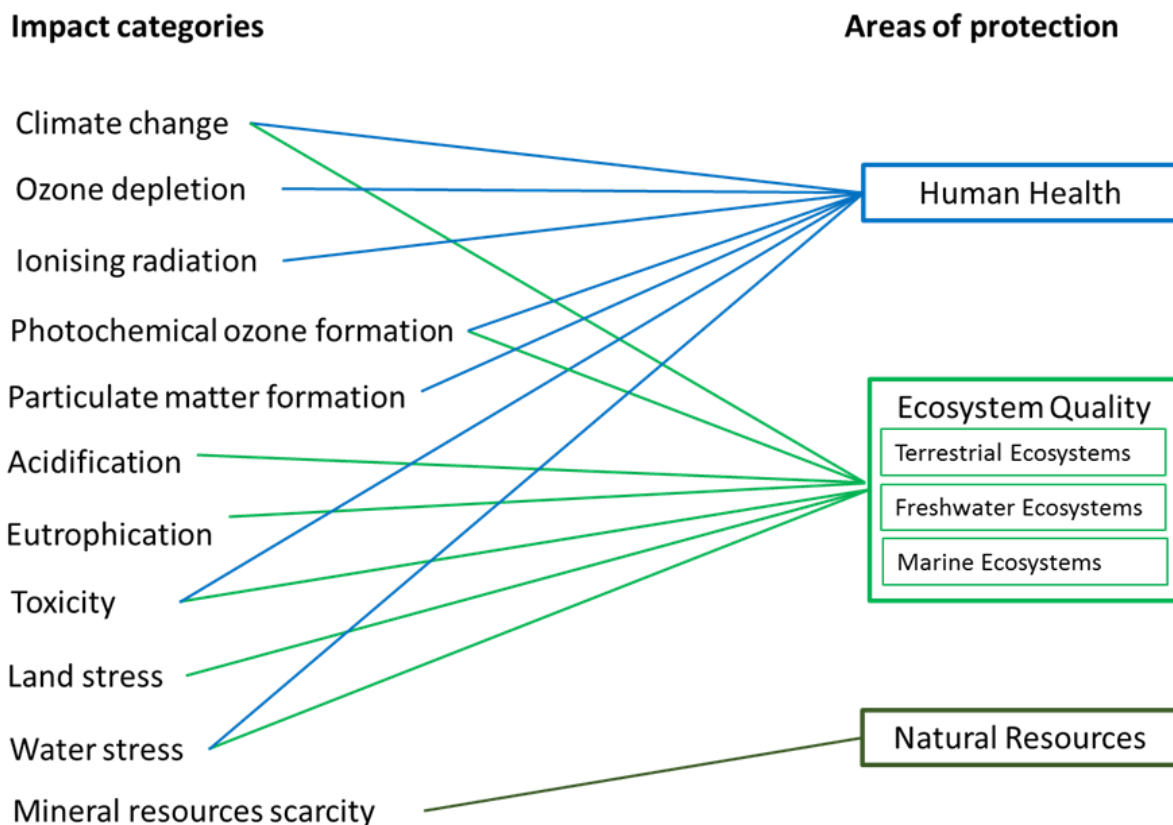 Impact categories
Areas of protection
Climate change
Ozone depletion
Ionising radiation
Photochemical ozone formation
Particulate matter formation
Acidification
Eutrophication
Toxicity
Land stress
Water stress
Mineral resources scarcity
Human Health
Ecosystem Quality
Terrestrial Ecosystems
Freshwater Ecosystems
Marine Ecosystems
Natural Resources